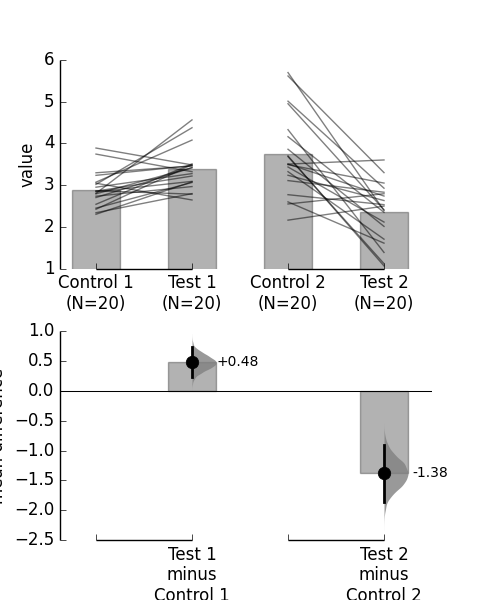 6
5
4
3
2
1
value
Control 1
(N=20)
Test 1
(N=20)
Control 2
(N=20)
Test 2
(N=20)
1.0
0.5
0.0
−0.5
−1.0
−1.5
−2.0
−2.5
difference
+0.48
-1.38
Test 1
minus
Control 1
Test 2
minus
Control 2